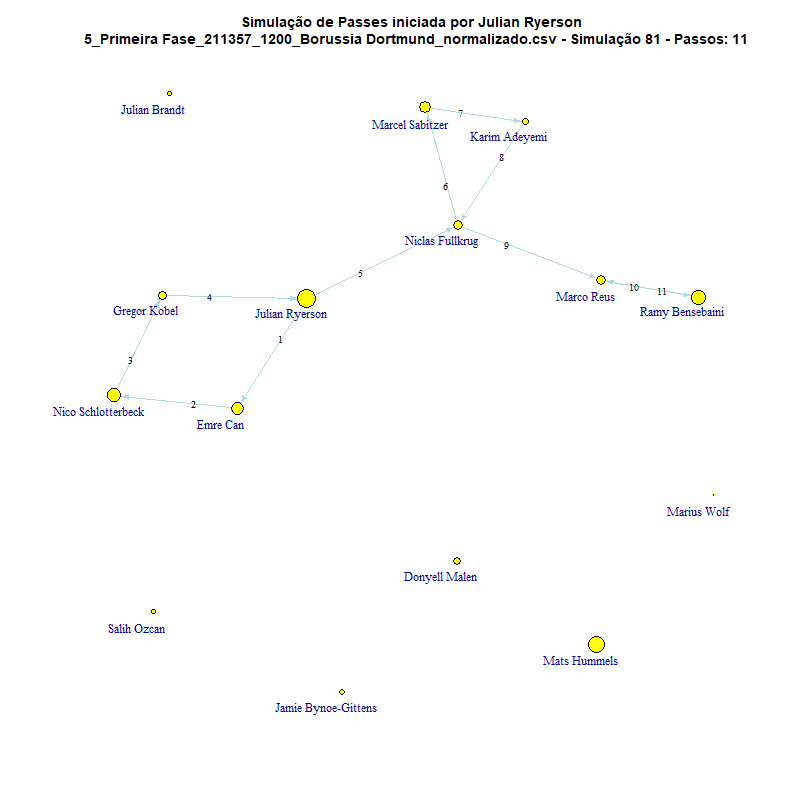 Simulação de Passes iniciada por Julian Ryerson
5_Primeira Fase_211357_1200_Borussia Dortmund_normalizado.csv - Simulação 81 - Passos: 11
Julian Brandt
Marcel Sabitzer
7
Karim Adeyemi
8
6
Niclas Fullkrug
9
5
10
11
Marco Reus
Ramy Bensebaini
4
Gregor Kobel
Julian Ryerson
1
3
2
Nico Schlotterbeck
Emre Can
Marius Wolf
Donyell Malen
Salih Ozcan
Mats Hummels
Jamie Bynoe-Gittens